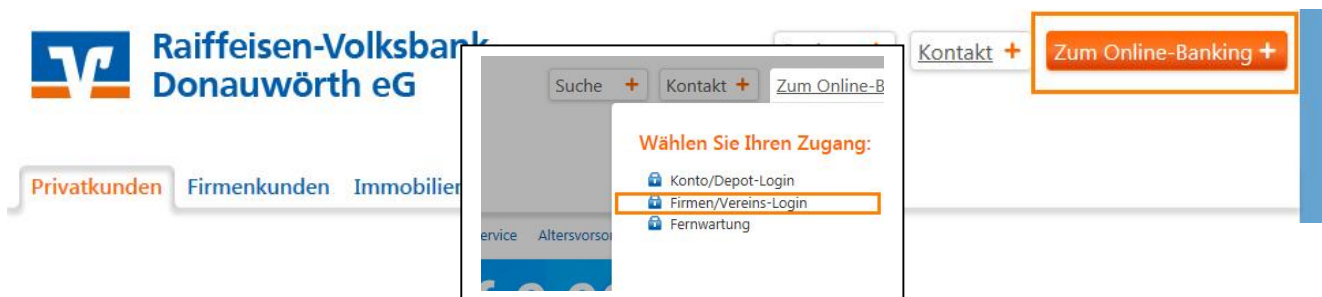 Raiffeisen-Volksbank
Donauwörth eG
Kontakt +
Zum Online-Banking +
Suche +
Kontakt +
Zum Online-B
Wählen Sie Ihren Zugang:
Konto/Depot-Login
Firmen/Vereins-Login
Fernwartung
Privatkunden
Firmenkunden
Immobilier
ervice
Altersvorso